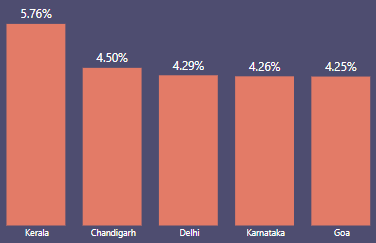 5.76%
4.50%
4.29%
4.26%
4.25%
Kerala
Chandigarh
Delhi
Karnataka
Goa